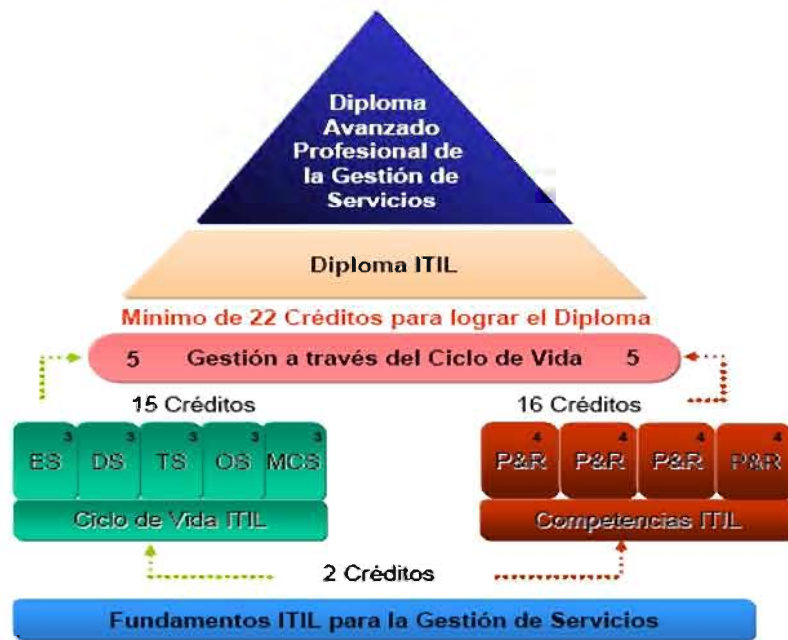 Diploma
Avanzado
Profesional de
la Gestión de
Servicios
Diploma ITIL
Mínimo de 22 Créditos para lograr el Diploma
5 Gestión a través del Ciclo de Vida 5
15 Créditos
16 Créditos
3 3 3 3 3
ES DS TS OS MCS
Ciclo de Vida ITIL
4 4 4 4
P&R P&R P&R P&R
Competencias ITIL
2 Créditos
Fundamentos ITIL para la Gestión de Servicios